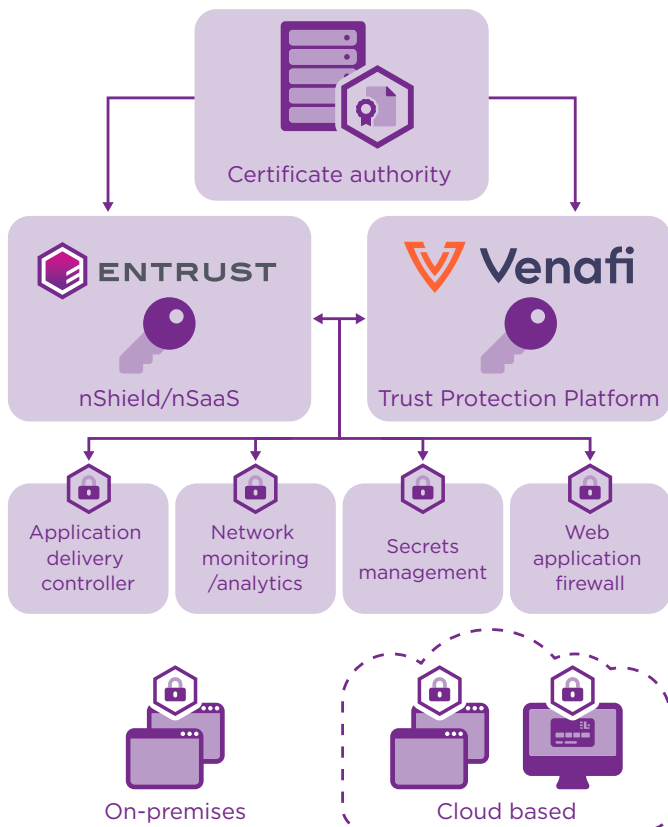 Certificate authority
ENTRUST
nShield/nSaaS
Venafi
Trust Protection Platform
Application
delivery
controller
Network
monitoring
/analytics
Secrets
management
Web
application
firewall
On-premises
Cloud based